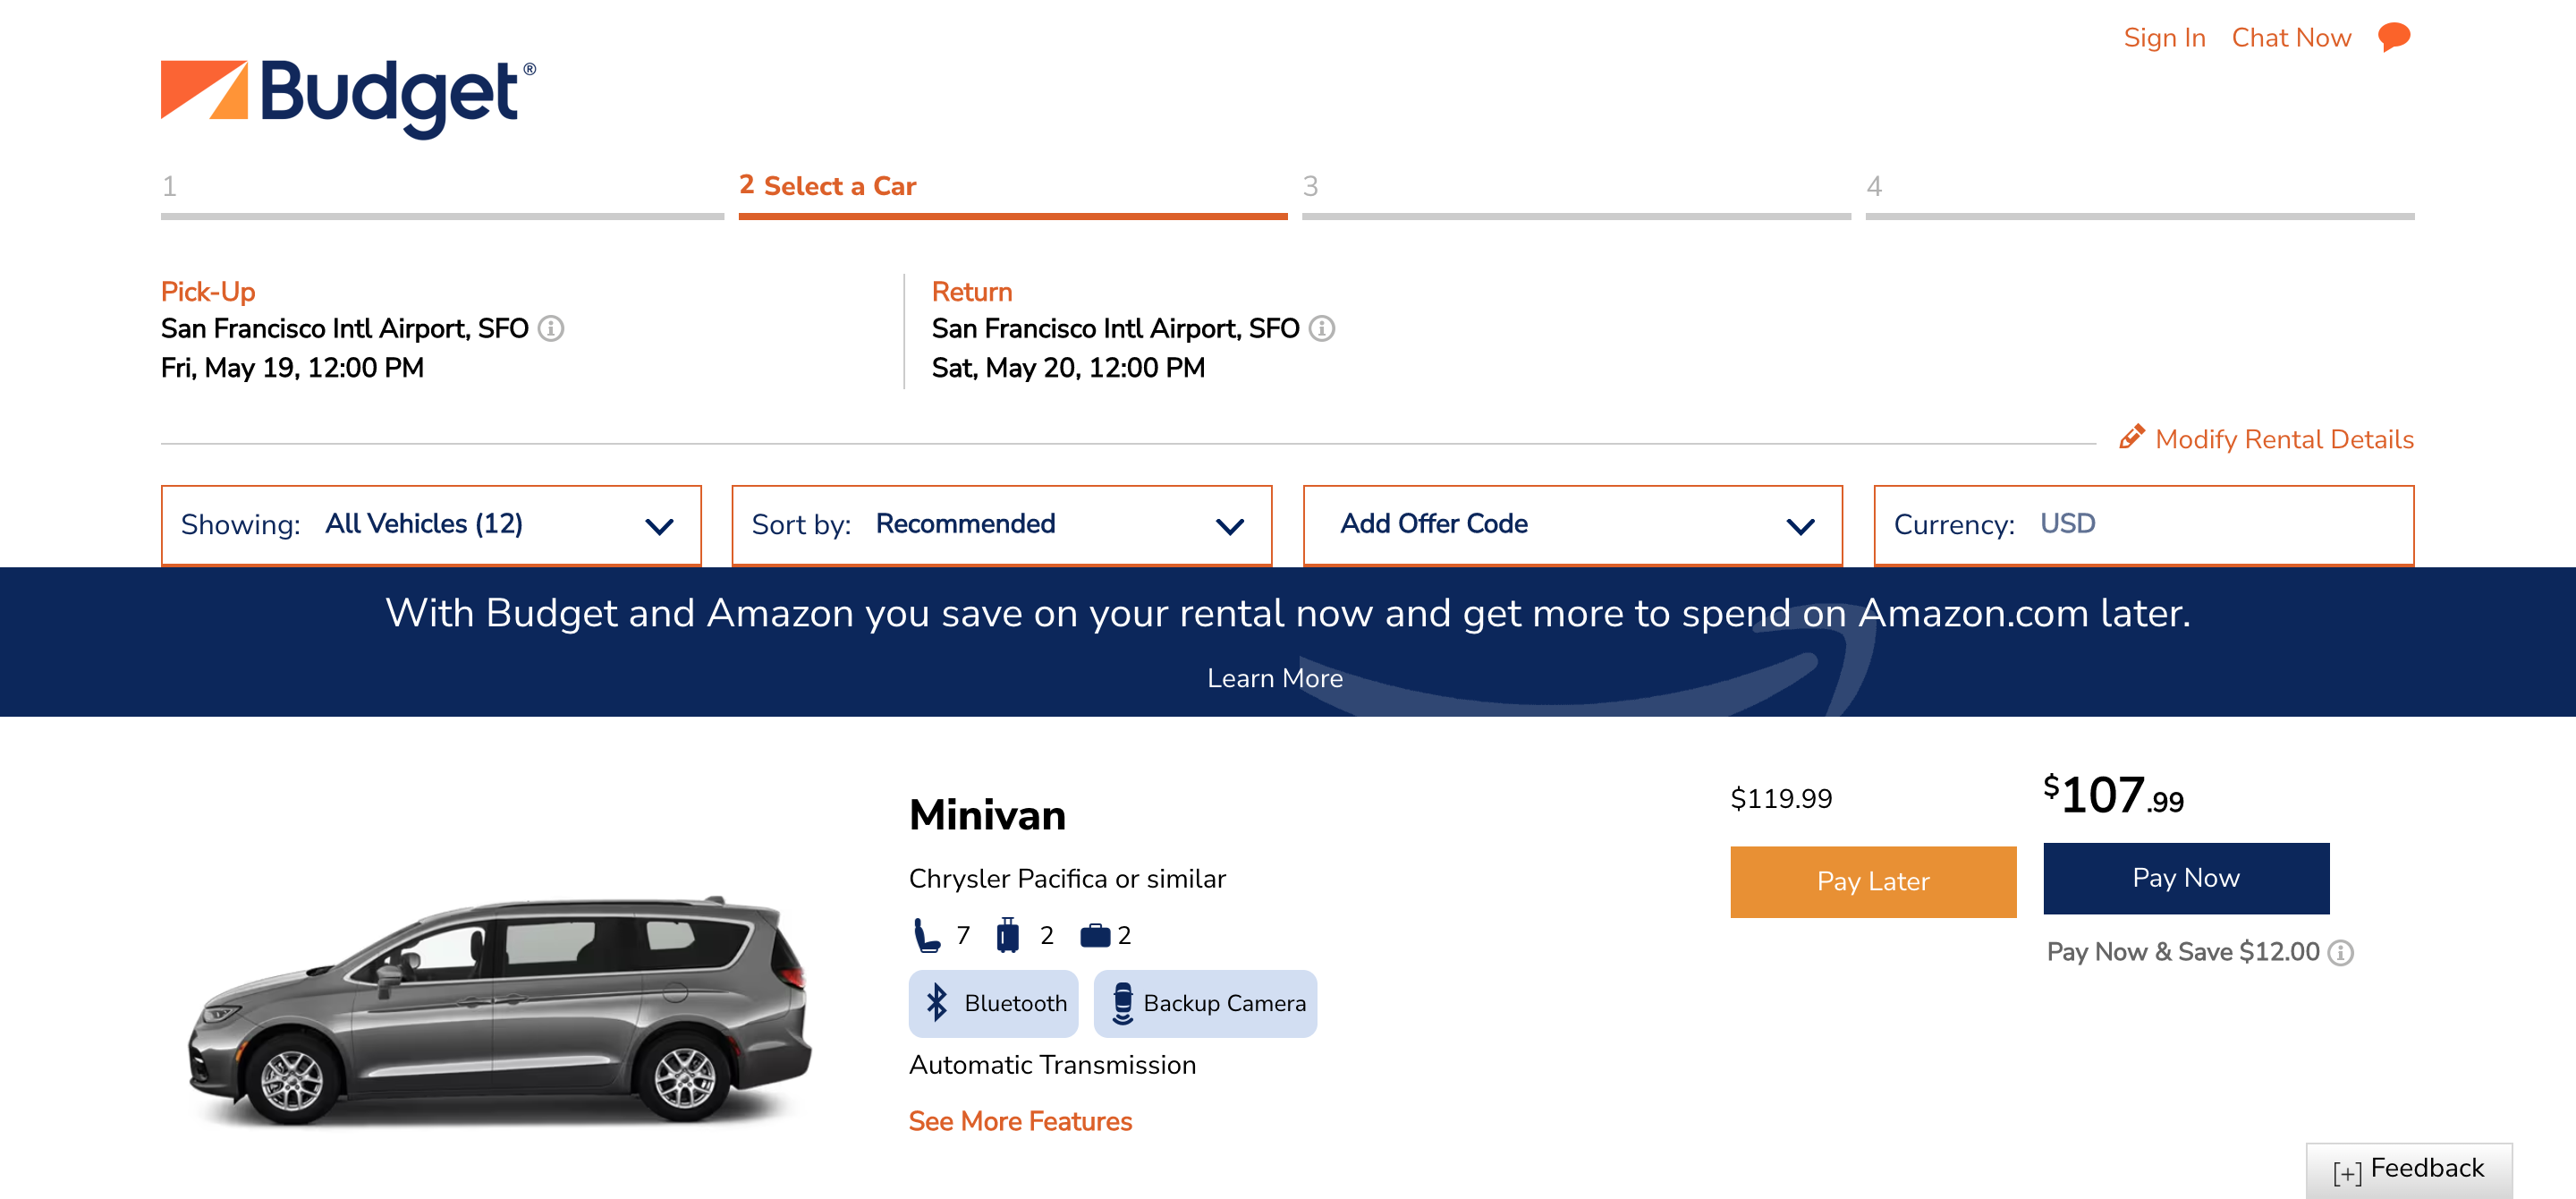 Sign In Chat Now
Budget®
1
2 Select a Car
3
4
Pick-Up
San Francisco Intl Airport, SFO
Fri, May 19, 12:00 PM
Return
San Francisco Intl Airport, SFO
Sat, May 20, 12:00 PM
Modify Rental Details
Showing: All Vehicles (12)
Sort by: Recommended
Add Offer Code
Currency: USD
With Budget and Amazon you save on your rental now and get more to spend on Amazon.com later.
Learn More
Minivan
Chrysler Pacifica or similar
7 2 2
Bluetooth
Backup Camera
Automatic Transmission
See More Features
$119.99
Pay Later
$107.99
Pay Now
Pay Now & Save $12.00
[+] Feedback